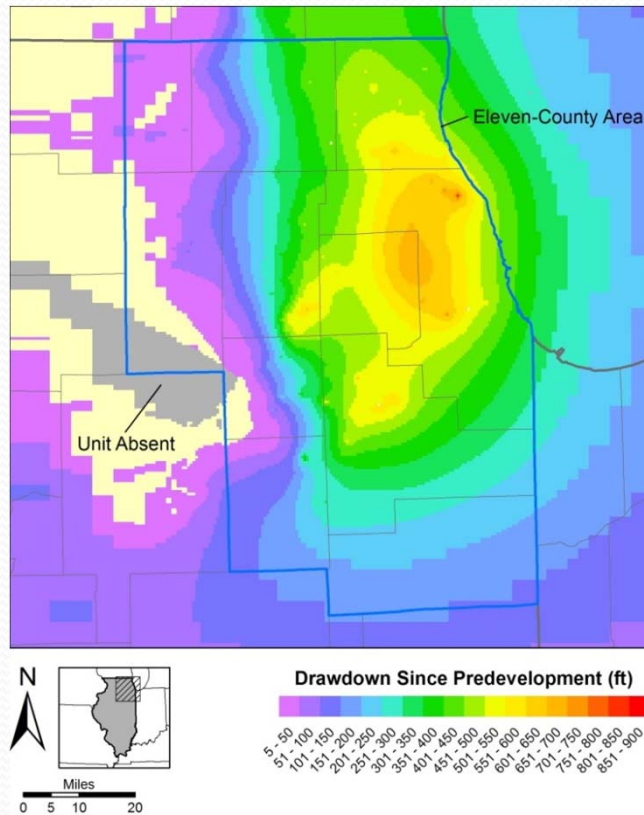 Eleven-County Area
Unit Absent
N
Drawdown Since Predevelopment (ft)
5 - 50
51 - 100
101 - 150
151 - 200
201 - 250
251 - 300
301 - 350
351 - 400
401 - 450
451 - 500
501 - 550
551 - 600
601 - 650
651 - 700
701 - 750
751 - 800
801 - 850
851 - 900
Miles
0 5 10 20